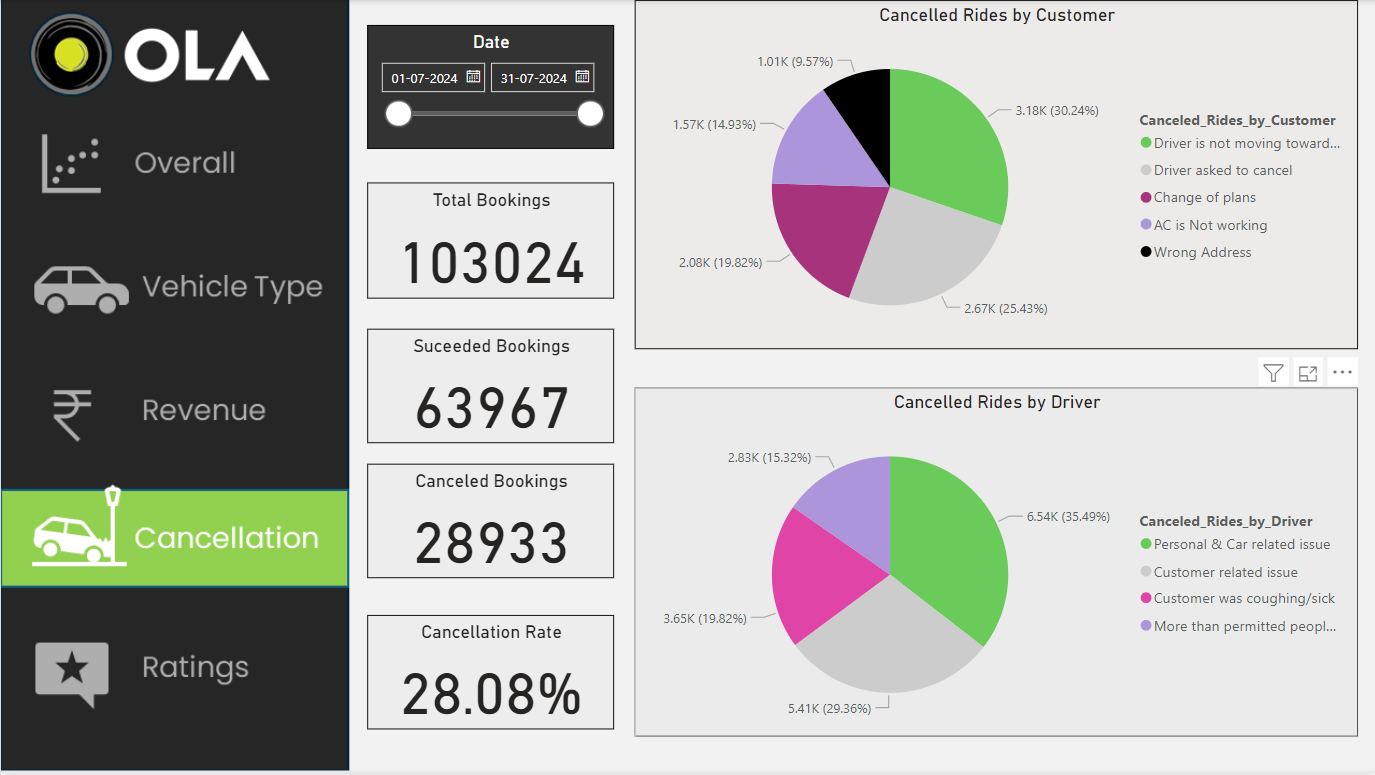 OLA
Overall
Vehicle Type
Revenue
Cancellation
Ratings
Date
01-07-2024 31-07-2024
Total Bookings
103024
Suceeded Bookings
63967
Canceled Bookings
28933
Cancellation Rate
28.08%
Cancelled Rides by Customer
1.01K (9.57%)
3.18K (30.24%)
1.57K (14.93%)
2.08K (19.82%)
2.67K (25.43%)
Canceled_Rides_by_Customer
Driver is not moving toward...
Driver asked to cancel
Change of plans
AC is Not working
Wrong Address
Cancelled Rides by Driver
2.83K (15.32%)
6.54K (35.49%)
3.65K (19.82%)
5.41K (29.36%)
Canceled_Rides_by_Driver
Personal & Car related issue
Customer related issue
Customer was coughing/sick
More than permitted peopl...